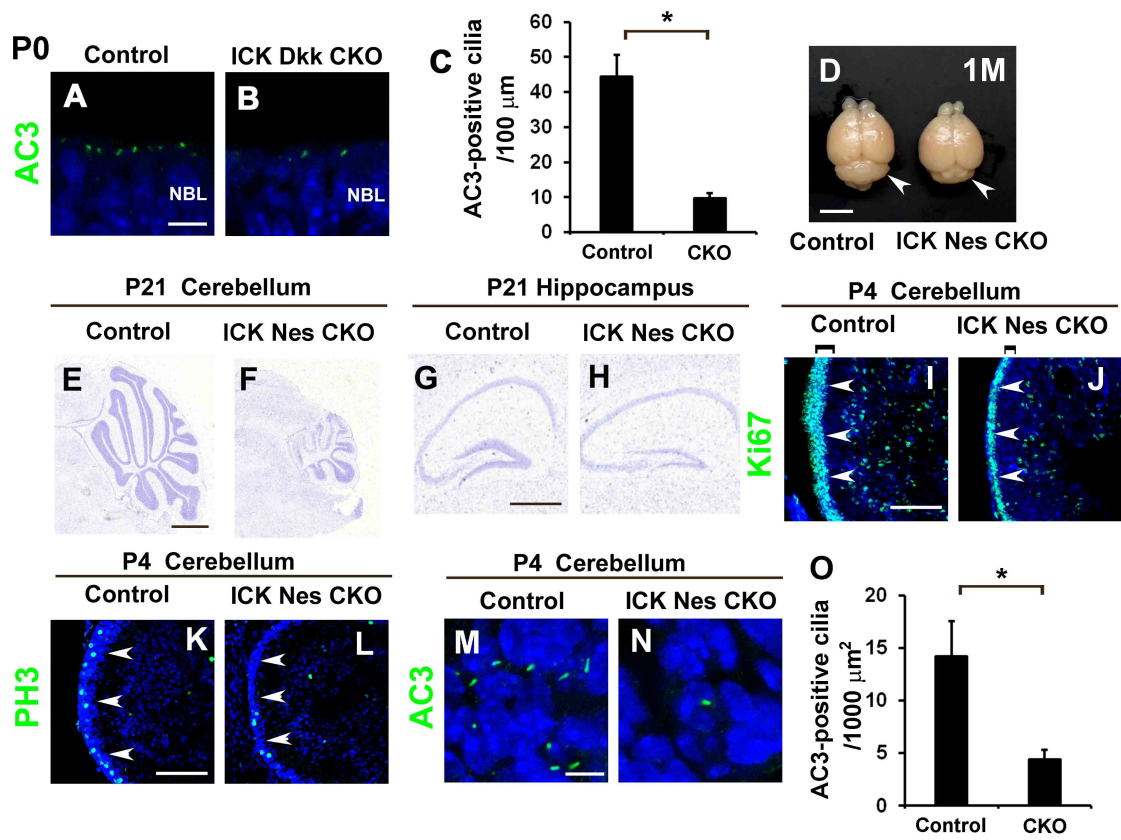 P0
Control
ICK Dkk CKO
AC3
A
NBL
B
NBL
C
AC3-positive cilia
/100 μm
60
50
40
30
20
10
0
*
Control
CKO
D
1M
Control
ICK Nes CKO
P21 Cerebellum
Control
ICK Nes CKO
E
F
P21 Hippocampus
Control
ICK Nes CKO
G
H
P4 Cerebellum
Control
ICK Nes CKO
Ki67
I
J
P4 Cerebellum
Control
ICK Nes CKO
PH3
K
L
P4 Cerebellum
Control
ICK Nes CKO
AC3
M
N
O
AC3-positive cilia
/1000 μm²
20
15
10
5
0
*
Control
CKO